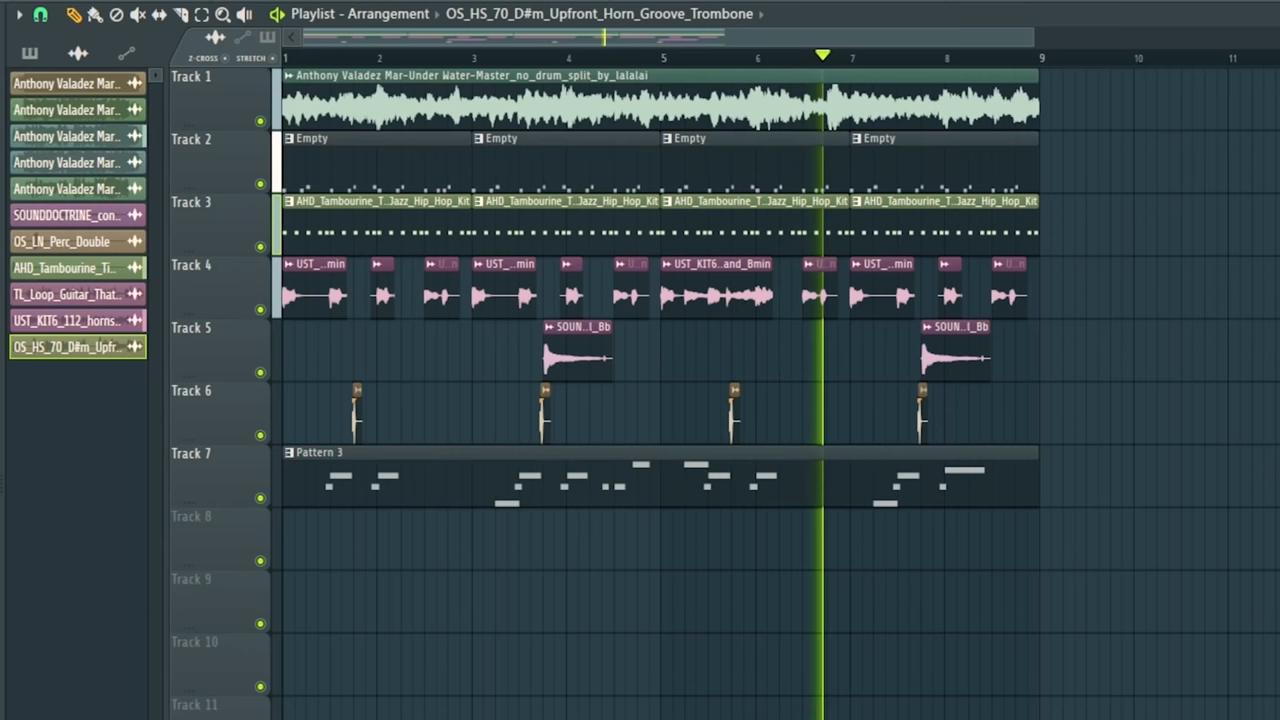 Playlist - Arrangement › OS_HS_70_D#m_Upfront_Horn_Groove_Trombone ›
Z-CROSS STRETCH
1 2 3 4 5 6 7 8 9 10 11
Anthony Valadez Mar..
Anthony Valadez Mar..
Anthony Valadez Mar..
Anthony Valadez Mar..
Anthony Valadez Mar..
SOUNDDOCTRINE_con..
OS_LN_Perc_Double
AHD_Tambourine_Ti..
TL_Loop_Guitar_That..
UST_KIT6_112_horns..
OS_HS_70_D#m_Upfr..
Track 1
Anthony Valadez Mar-Under Water-Master_no_drum_split_by_lalalai
Track 2
Empty Empty Empty Empty
Track 3
AHD_Tambourine_T..Jazz_Hip_Hop_Kit AHD_Tambourine_T..Jazz_Hip_Hop_Kit AHD_Tambourine_T..Jazz_Hip_Hop_Kit AHD_Tambourine_T..Jazz_Hip_Hop_Kit
Track 4
UST_..min U..n UST_..min U..n UST_KIT6..and_Bmin U..n UST_..min U..n
Track 5
SOUN..l_Bb SOUN..l_Bb
Track 6
Track 7
Pattern 3
Track 8
Track 9
Track 10
Track 11